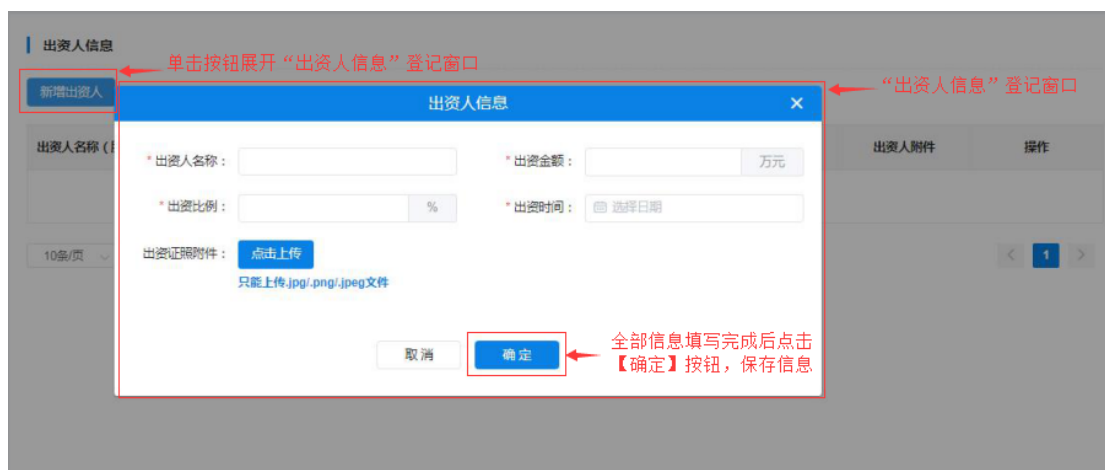 出资人信息
单击按钮展开“出资人信息”登记窗口
新增出资人
“出资人信息”登记窗口
出资人信息
出资人名称（
出资人附件
操作
* 出资人名称：
* 出资金额：
万元
* 出资比例：
%
* 出资时间：
选择日期
10条/页
出资证照附件：
点击上传
1
只能上传.jpg/.png/.jpeg文件
取消
确定
全部信息填写完成后点击
【确定】按钮，保存信息